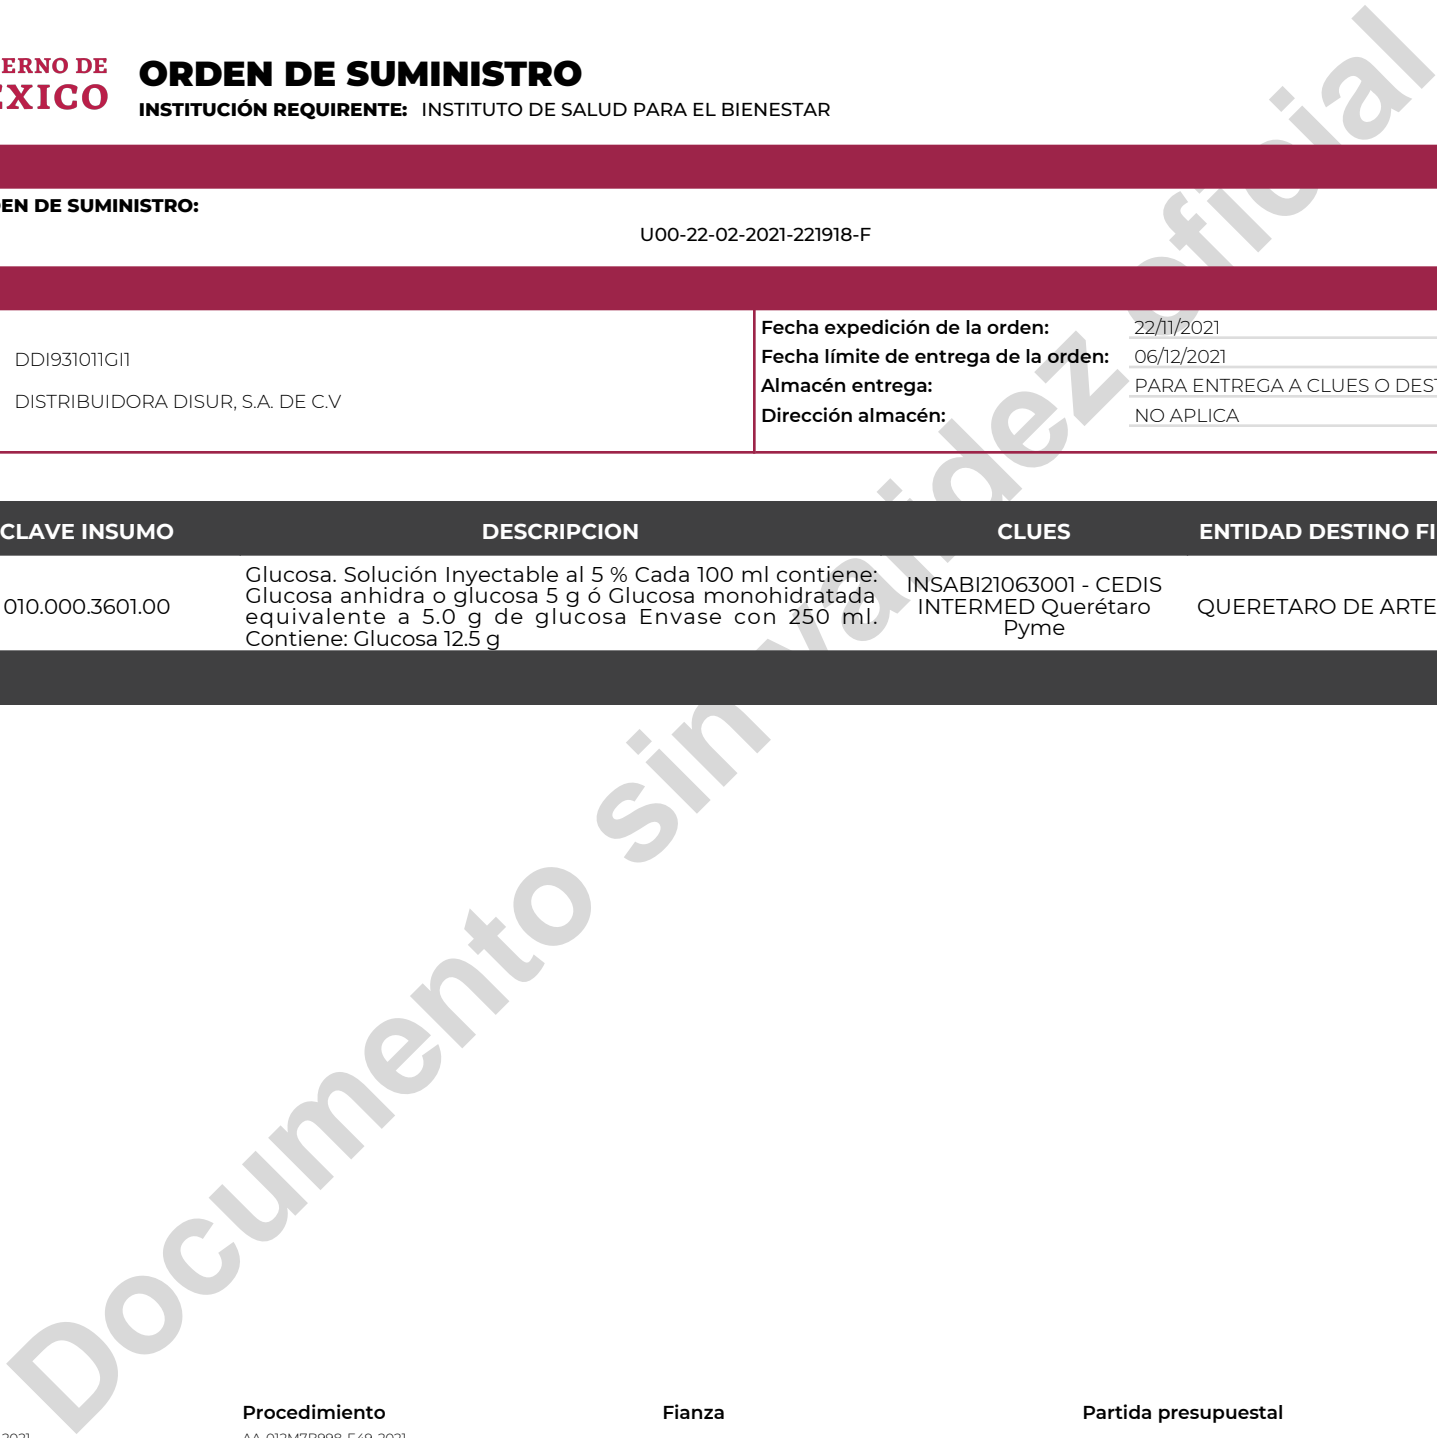 ERNO DE
EXICO
ORDEN DE SUMINISTRO
INSTITUCIÓN REQUIRENTE: INSTITUTO DE SALUD PARA EL BIENESTAR
EN DE SUMINISTRO:
U00-22-02-2021-221918-F
DDI931011GI1
DISTRIBUIDORA DISUR, S.A. DE C.V
Fecha expedición de la orden: 22/11/2021
Fecha límite de entrega de la orden: 06/12/2021
Almacén entrega: PARA ENTREGA A CLUES O DEST
Dirección almacén: NO APLICA
CLAVE INSUMO DESCRIPCION CLUES ENTIDAD DESTINO FI
010.000.3601.00
Glucosa. Solución Inyectable al 5 % Cada 100 ml contiene:
Glucosa anhidra o glucosa 5 g ó Glucosa monohidratada
equivalente a 5.0 g de glucosa Envase con 250 ml.
Contiene: Glucosa 12.5 g
INSABI21063001 - CEDIS
INTERMED Querétaro
Pyme
QUERETARO DE ARTE
Documento sin validez oficial
Procedimiento Fianza Partida presupuestal